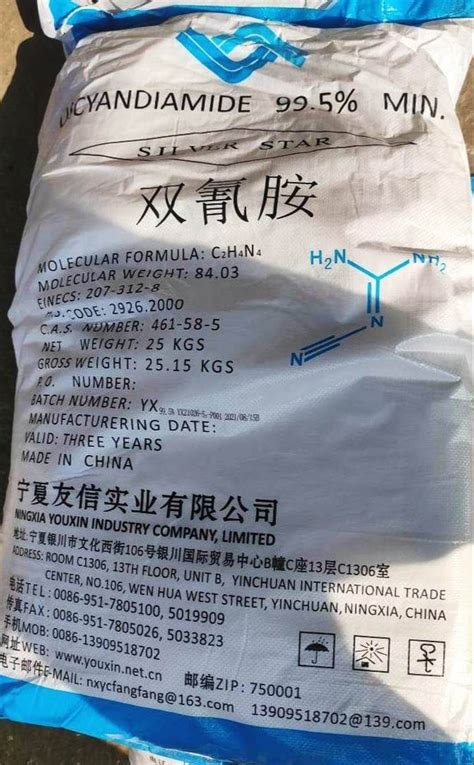 DICYANDIAMIDE 99.5% MIN.
SILVER STAR
双氰胺
MOLECULAR FORMULA: C₂H₄N₄
MOLECULAR WEIGHT: 84.03
EINECS: 207-312-8
H.S.CODE: 2926.2000
C.A.S. NUMBER: 461-58-5
NET WEIGHT: 25 KGS
GROSS WEIGHT: 25.15 KGS
P.O. NUMBER:
BATCH NUMBER: YX
MANUFACTURERING DATE:
VALID: THREE YEARS
MADE IN CHINA
H₂N NH₂
N
N
宁夏友信实业有限公司
NINGXIA YOUXIN INDUSTRY COMPANY, LIMITED
地址:宁夏银川市文化西街106号银川国际贸易中心B幢C座13层C1306室
ADDRESS: ROOM C1306, 13TH FLOOR, UNIT B, YINCHUAN INTERNATIONAL TRADE
CENTER, NO.106, WEN HUA WEST STREET, YINCHUAN, NINGXIA, CHINA
电话TEL: 0086-951-7805100, 5019909
传真FAX: 0086-951-7805026, 5033823
手机MOB: 0086-13909518702
网址WEB: www.youxin.net.cn 邮编ZIP: 750001
电子邮件E-MAIL: nxycfangfang@163.com 13909518702@139.com